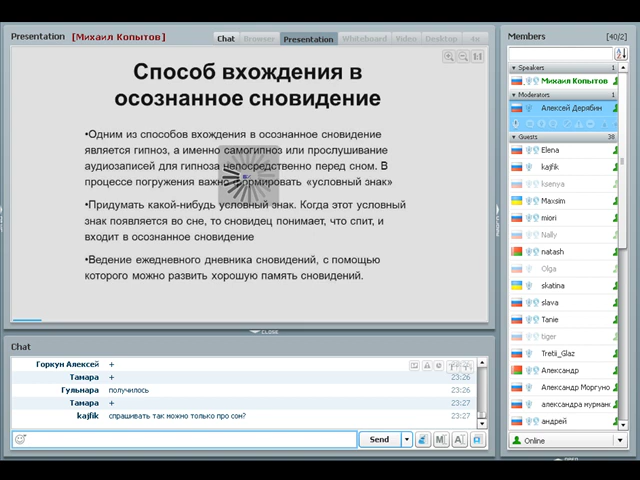 Presentation [Михаил Копытов]
Chat Browser Presentation Whiteboard Video Desktop 4x
Способ вхождения в
осознанное сновидение
•Одним из способов вхождения в осознанное сновидение
является гипноз, а именно самогипноз или прослушивание
аудиозаписей для гипноза непосредственно перед сном. В
процессе погружения важно формировать «условный знак»
•Придумать какой-нибудь условный знак. Когда этот условный
знак появляется во сне, то сновидец понимает, что спит, и
входит в осознанное сновидение
•Ведение ежедневного дневника сновидений, с помощью
которого можно развить хорошую память сновидений.
CLOSE
Chat
Горкун Алексей +
Тамара + 23:26
Гульнара получилось 23:26
Тамара + 23:27
kajfik спрашивать так можно только про сон? 23:27
Send
Members [40/2]
Speakers 1
Михаил Копытов
Moderators 1
Алексей Дерябин
Guests 38
Elena
kajfik
ksenya
Maxsim
miori
Nally
natash
Olga
skatina
slava
Tanie
tiger
Tretii_Glaz
Александр
Александр Моргуно
александра мурман
андрей
Online